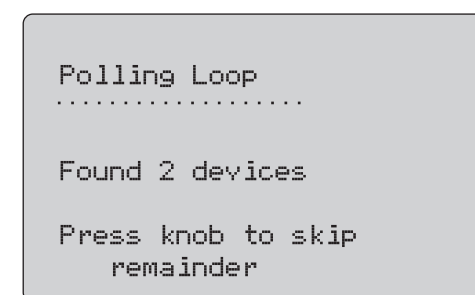 Polling Loop
...................
Found 2 devices
Press knob to skip
remainder